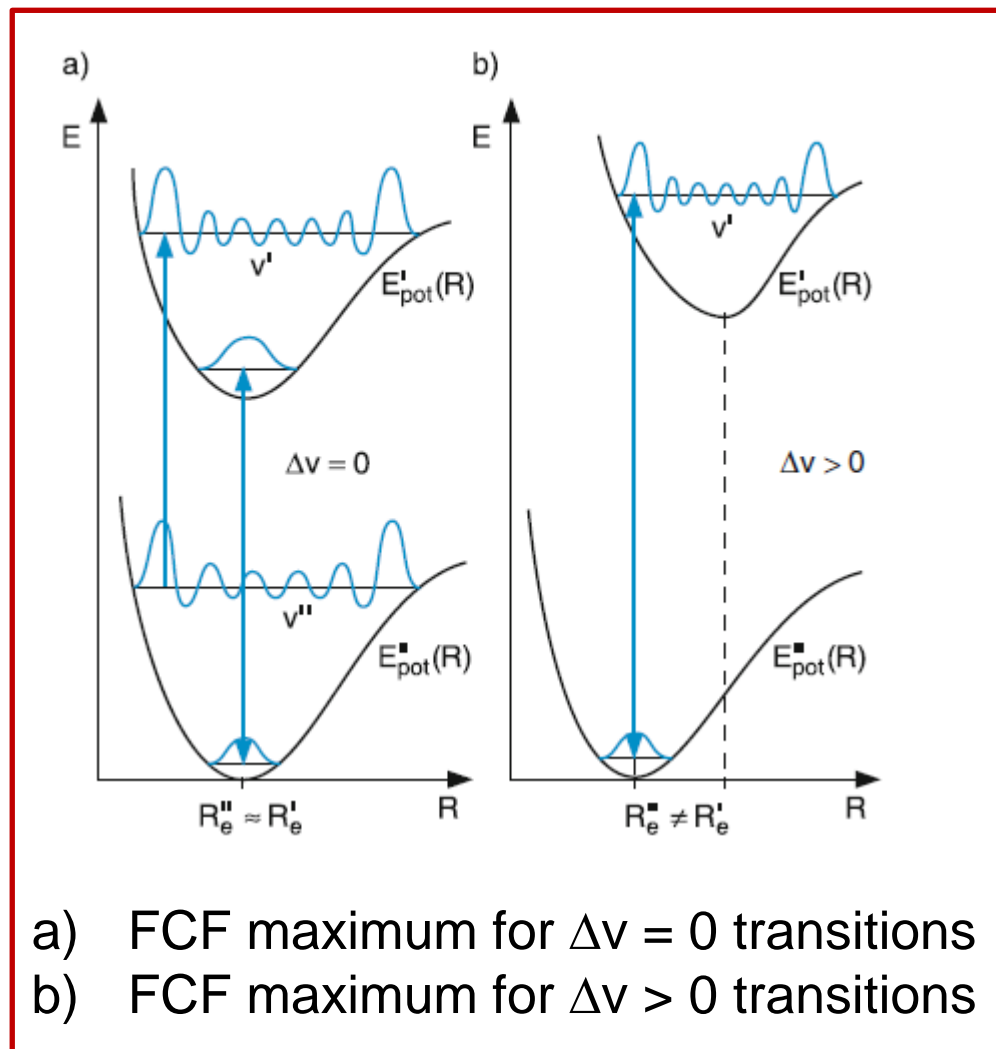 a)
E
v'
E'pot(R)
Δv = 0
v"
E"pot(R)
R"e ≈ R'e
R
b)
E
v'
E'pot(R)
Δv > 0
E"pot(R)
R"e ≠ R'e
R
a) FCF maximum for Δv = 0 transitions
b) FCF maximum for Δv > 0 transitions